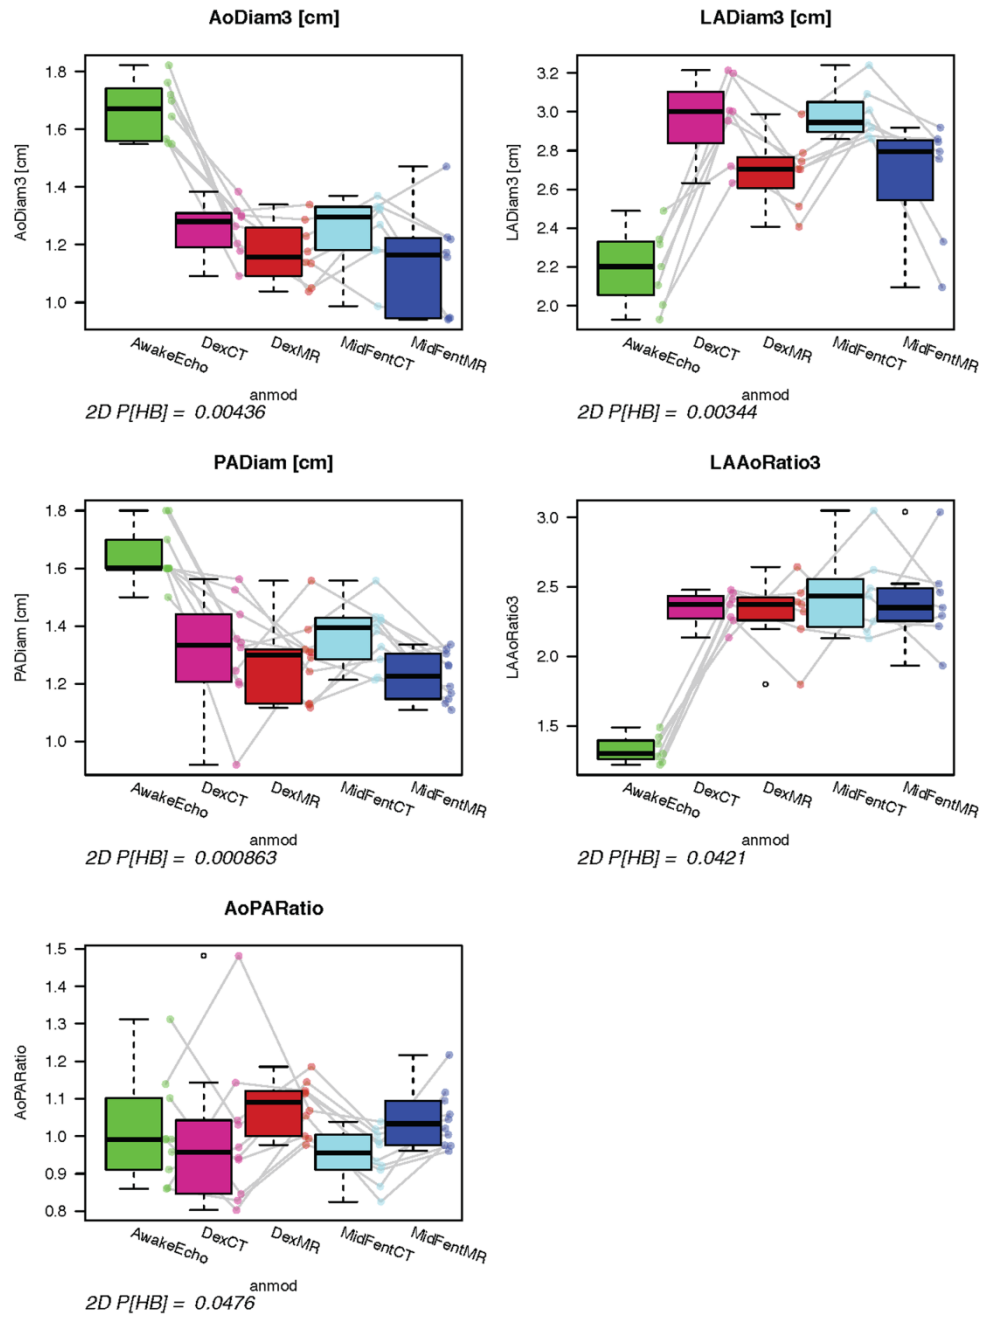 AoDiam3 [cm]
AoDiam3 [cm]
1.8
1.6
1.4
1.2
1.0
AwakeEcho
DexCT
DexMR
MidFentCT
MidFentMR
anmod
2D P[HB] = 0.00436
LADiam3 [cm]
LADiam3 [cm]
3.2
3.0
2.8
2.6
2.4
2.2
2.0
AwakeEcho
DexCT
DexMR
MidFentCT
MidFentMR
anmod
2D P[HB] = 0.00344
PADiam [cm]
PADiam [cm]
1.8
1.6
1.4
1.2
1.0
AwakeEcho
DexCT
DexMR
MidFentCT
MidFentMR
anmod
2D P[HB] = 0.000863
LAAoRatio3
LAAoRatio3
3.0
2.5
2.0
1.5
AwakeEcho
DexCT
DexMR
MidFentCT
MidFentMR
anmod
2D P[HB] = 0.0421
AoPARatio
AoPARatio
1.5
1.4
1.3
1.2
1.1
1.0
0.9
0.8
AwakeEcho
DexCT
DexMR
MidFentCT
MidFentMR
anmod
2D P[HB] = 0.0476